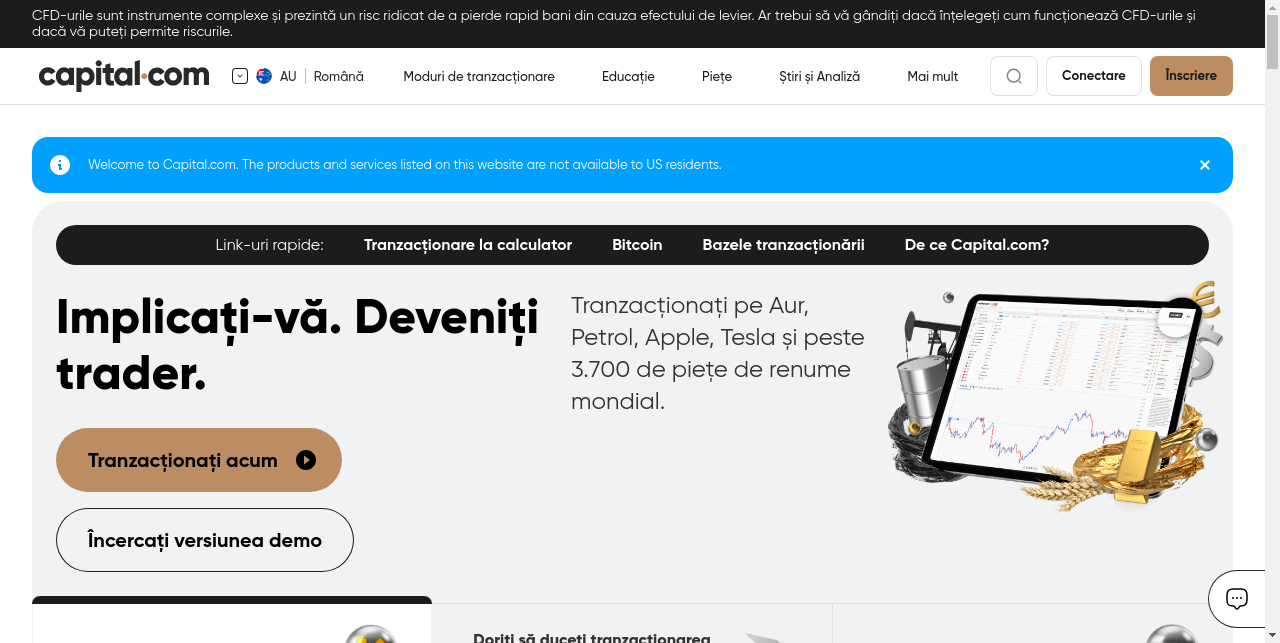 CFD-urile sunt instrumente complexe și prezintă un risc ridicat de a pierde rapid bani din cauza efectului de levier. Ar trebui să vă gândiți dacă înțelegeți cum funcționează CFD-urile și
dacă vă puteți permite riscurile.
capital.com
AU
Română
Moduri de tranzacționare
Educație
Piețe
Știri și Analiză
Mai mult
Conectare
Înscriere
Welcome to Capital.com. The products and services listed on this website are not available to US residents.
Link-uri rapide:
Tranzacționare la calculator
Bitcoin
Bazele tranzacționării
De ce Capital.com?
Implicați-vă. Deveniți
trader.
Tranzacționați pe Aur,
Petrol, Apple, Tesla și peste
3.700 de piețe de renume
mondial.
Tranzacționați acum
Încercați versiunea demo
Doriți să duceți tranzacționarea